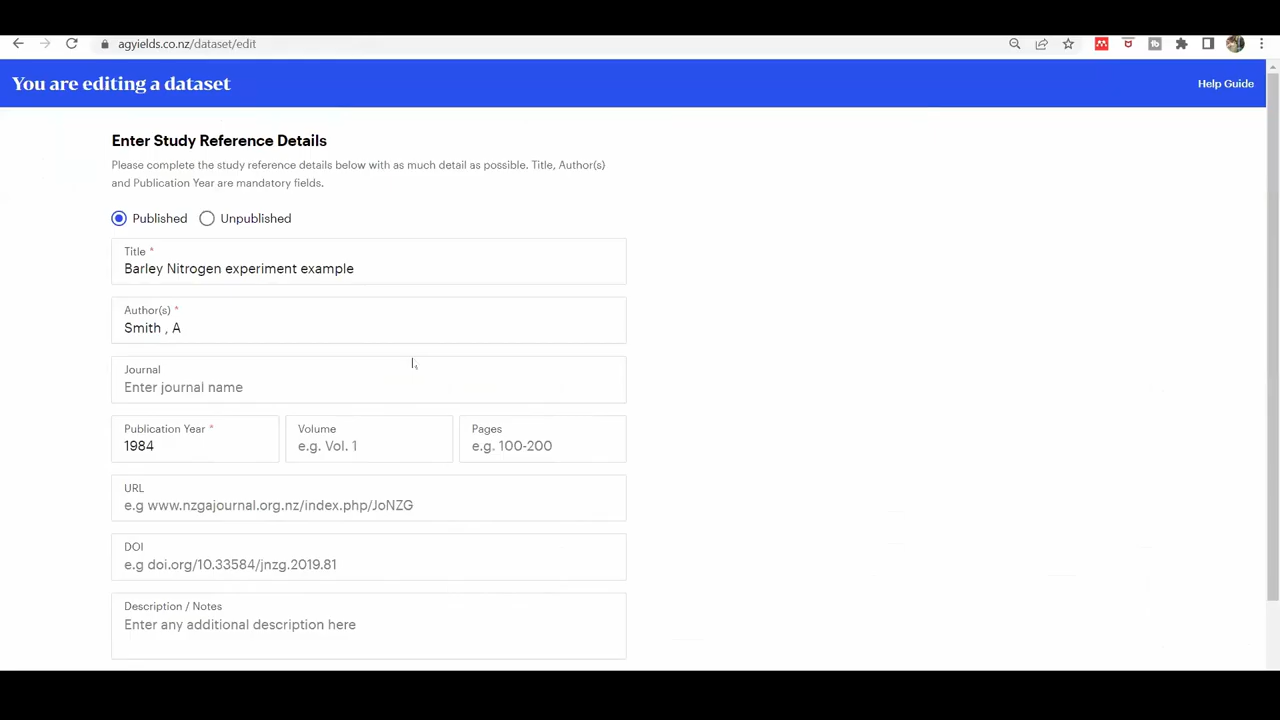 agyields.co.nz/dataset/edit
You are editing a dataset
Help Guide
Enter Study Reference Details
Please complete the study reference details below with as much detail as possible. Title, Author(s)
and Publication Year are mandatory fields.
Published Unpublished
Title *
Barley Nitrogen experiment example
Author(s) *
Smith , A
Journal
Enter journal name
Publication Year * Volume Pages
1984 e.g. Vol. 1 e.g. 100-200
URL
e.g www.nzgajournal.org.nz/index.php/JoNZG
DOI
e.g doi.org/10.33584/jnzg.2019.81
Description / Notes
Enter any additional description here